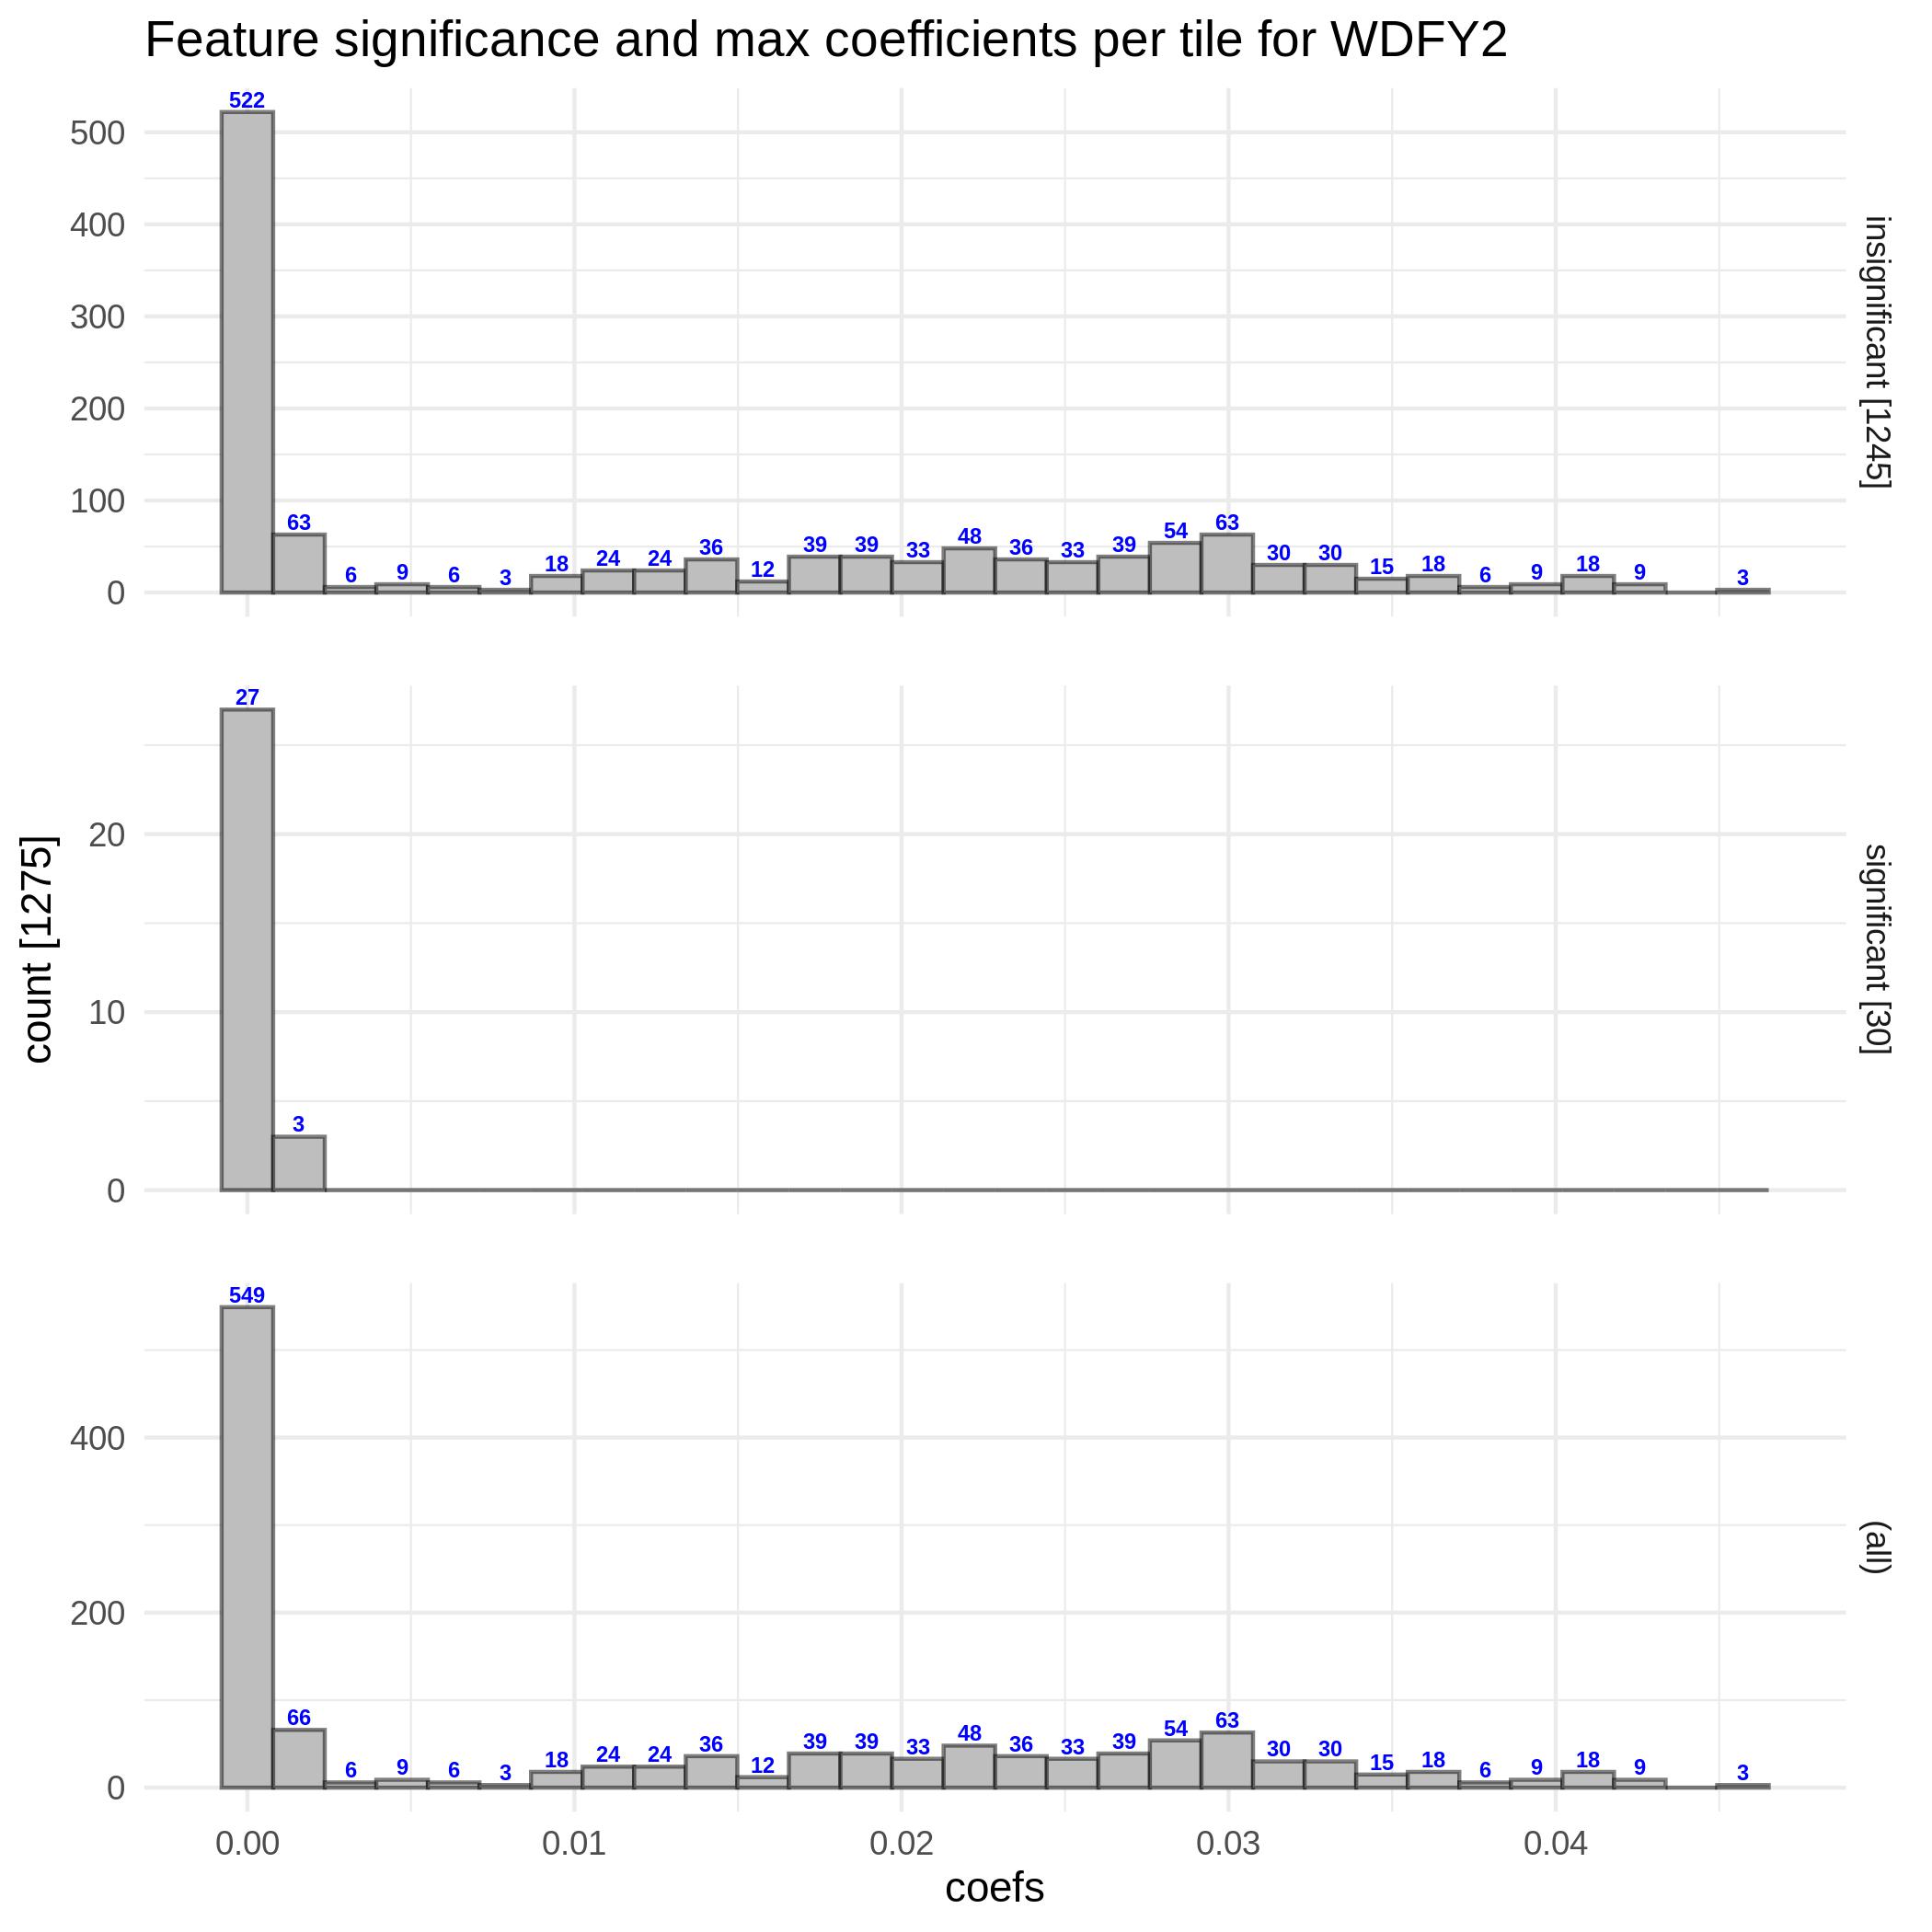 Feature significance and max coefficients per tile for WDFY2
522
500
400
300
200
100
0
63 6 9 6 3 18 24 24 36 12 39 39 33 48 36 33 39 54 63 30 30 15 18 6 9 18 9 3
insignificant [1245]
27
20
10
0
3
significant [30]
count [1275]
549
400
200
0
66 6 9 6 3 18 24 24 36 12 39 39 33 48 36 33 39 54 63 30 30 15 18 6 9 18 9 3
(all)
0.00 0.01 0.02 0.03 0.04
coefs